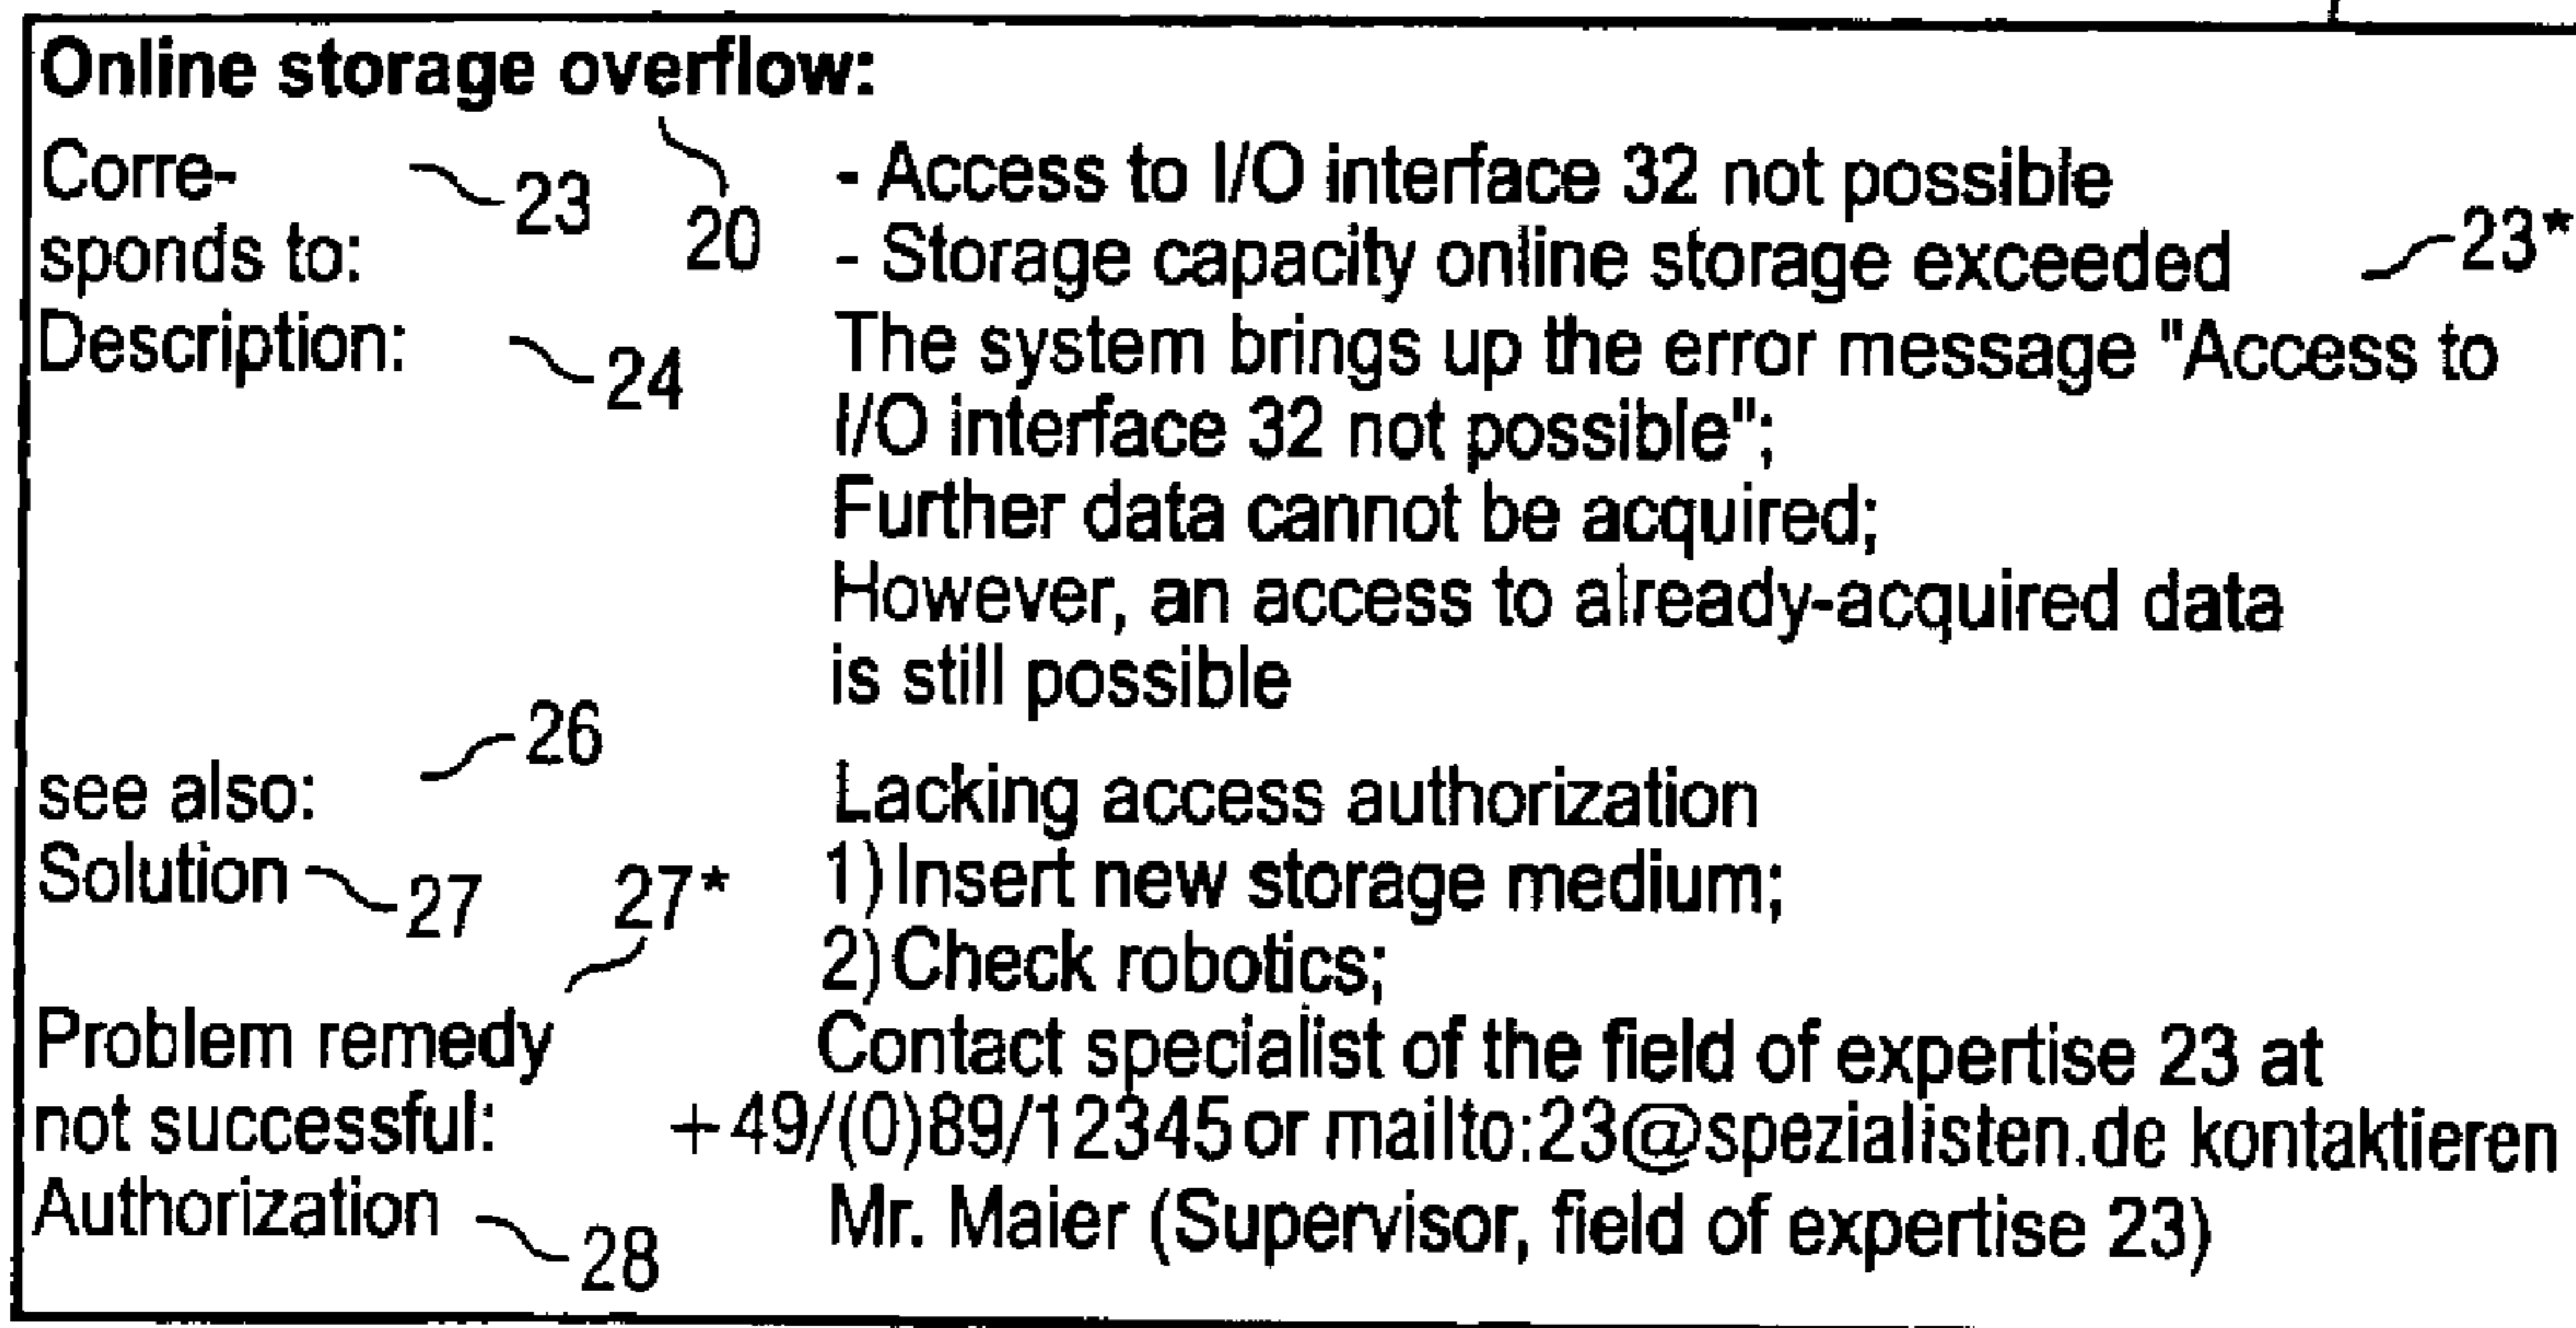 Online storage overflow:
Corre- 23 20 - Access to I/O interface 32 not possible
sponds to: - Storage capacity online storage exceeded 23*
Description: 24 The system brings up the error message "Access to
I/O interface 32 not possible";
Further data cannot be acquired;
However, an access to already-acquired data
is still possible
26
see also: Lacking access authorization
Solution 27 27* 1) Insert new storage medium;
2) Check robotics;
Problem remedy Contact specialist of the field of expertise 23 at
not successful: +49/(0)89/12345 or mailto:23@spezialisten.de kontaktieren
Authorization 28 Mr. Maier (Supervisor, field of expertise 23)